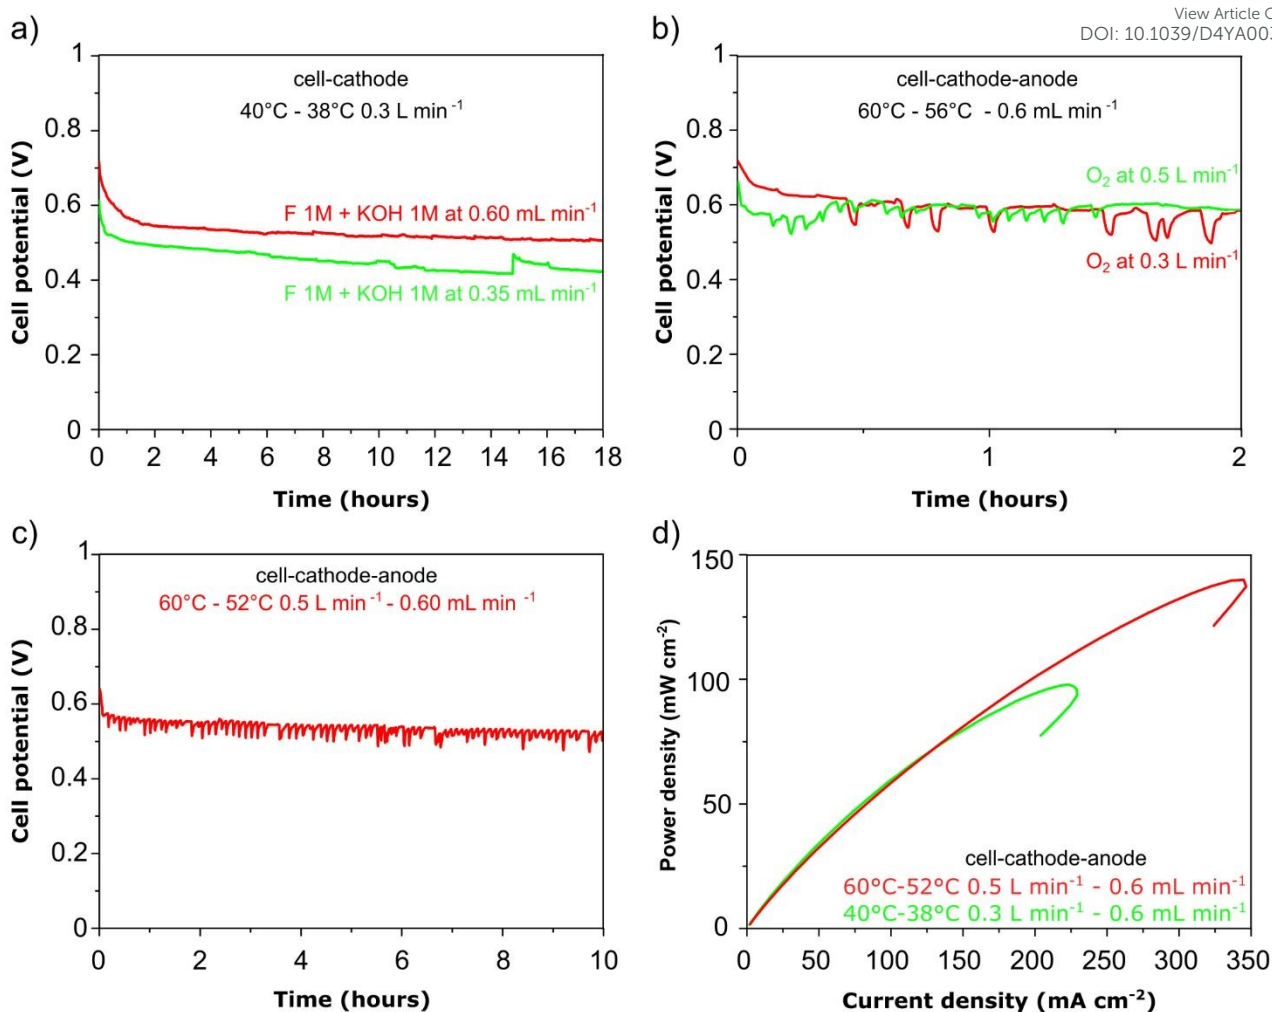 View Article O
DOI: 10.1039/D4YA003
a)
cell-cathode
40°C - 38°C 0.3 L min⁻¹
F 1M + KOH 1M at 0.60 mL min⁻¹
F 1M + KOH 1M at 0.35 mL min⁻¹
Cell potential (V)
1
0.8
0.6
0.4
0.2
0
0 2 4 6 8 10 12 14 16 18
Time (hours)
b)
cell-cathode-anode
60°C - 56°C - 0.6 mL min⁻¹
O₂ at 0.5 L min⁻¹
O₂ at 0.3 L min⁻¹
Cell potential (V)
1
0.8
0.6
0.4
0.2
0
0 1 2
Time (hours)
c)
cell-cathode-anode
60°C - 52°C 0.5 L min⁻¹ - 0.60 mL min⁻¹
Cell potential (V)
1
0.8
0.6
0.4
0.2
0
0 2 4 6 8 10
Time (hours)
d)
Power density (mW cm⁻²)
150
100
50
0
cell-cathode-anode
60°C-52°C 0.5 L min⁻¹ - 0.6 mL min⁻¹
40°C-38°C 0.3 L min⁻¹ - 0.6 mL min⁻¹
0 50 100 150 200 250 300 350
Current density (mA cm⁻²)